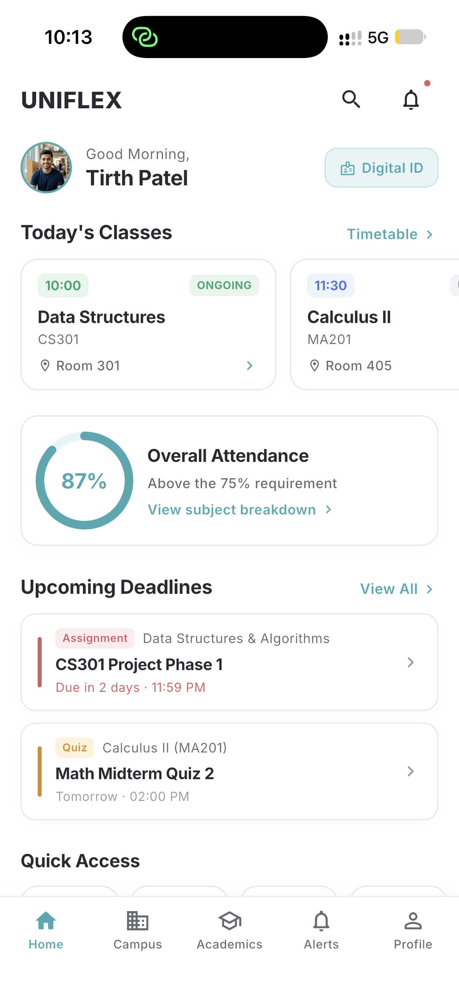 10:13
5G
UNIFLEX
Good Morning,
Tirth Patel
Digital ID
Today's Classes
Timetable
10:00
ONGOING
Data Structures
CS301
Room 301
11:30
Calculus II
MA201
Room 405
87%
Overall Attendance
Above the 75% requirement
View subject breakdown
Upcoming Deadlines
View All
Assignment
Data Structures & Algorithms
CS301 Project Phase 1
Due in 2 days · 11:59 PM
Quiz
Calculus II (MA201)
Math Midterm Quiz 2
Tomorrow · 02:00 PM
Quick Access
Home
Campus
Academics
Alerts
Profile